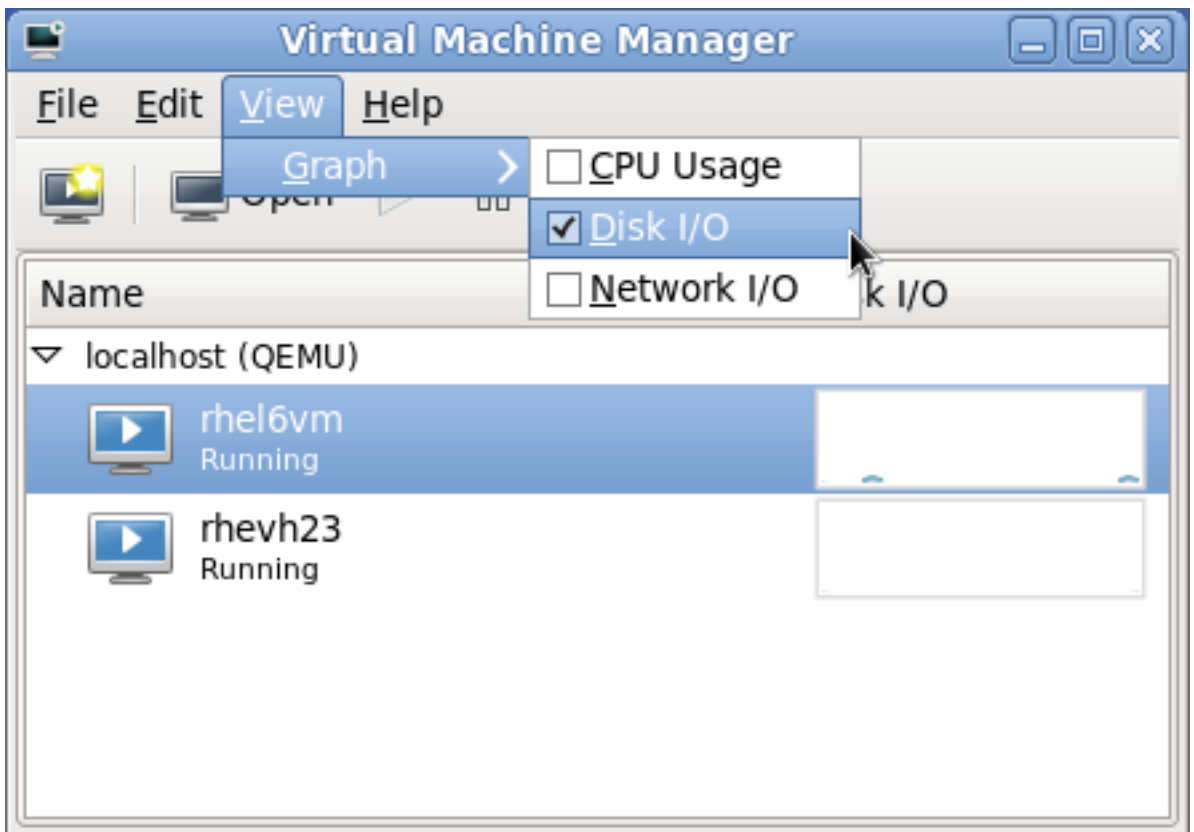 Virtual Machine Manager
File Edit View Help
Graph
CPU Usage
Open
Disk I/O
Network I/O
Name
k I/O
localhost (QEMU)
rhel6vm
Running
rhevh23
Running